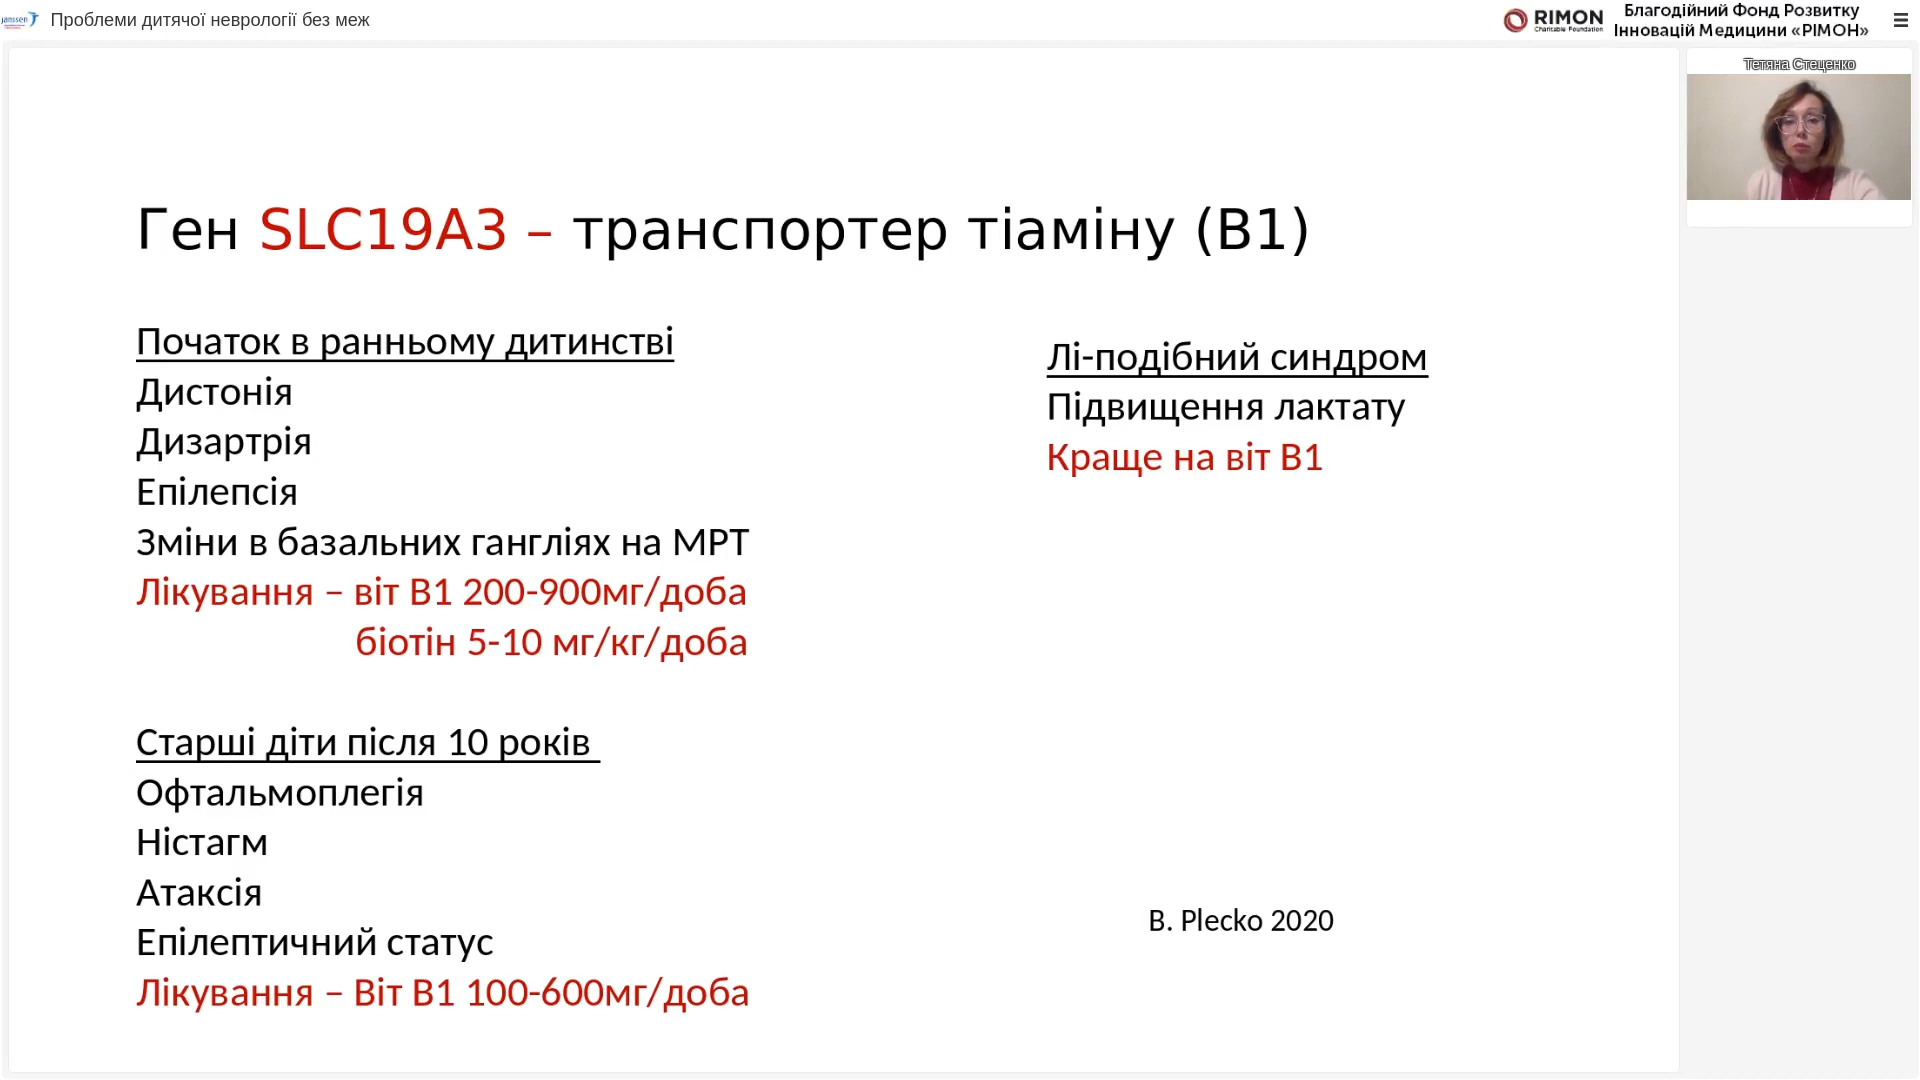 janssen
Проблеми дитячої неврології без меж
RIMON
Charitable Foundation
Благодійний Фонд Розвитку
Інновацій Медицини «РІМОН»
Тетяна Стеценко
Ген SLC19A3 – транспортер тіаміну (В1)
Початок в ранньому дитинстві
Дистонія
Дизартрія
Епілепсія
Зміни в базальних гангліях на МРТ
Лікування – віт В1 200-900мг/доба
біотін 5-10 мг/кг/доба
Старші діти після 10 років
Офтальмоплегія
Ністагм
Атаксія
Епілептичний статус
Лікування – Віт В1 100-600мг/доба
Лі-подібний синдром
Підвищення лактату
Краще на віт В1
B. Plecko 2020